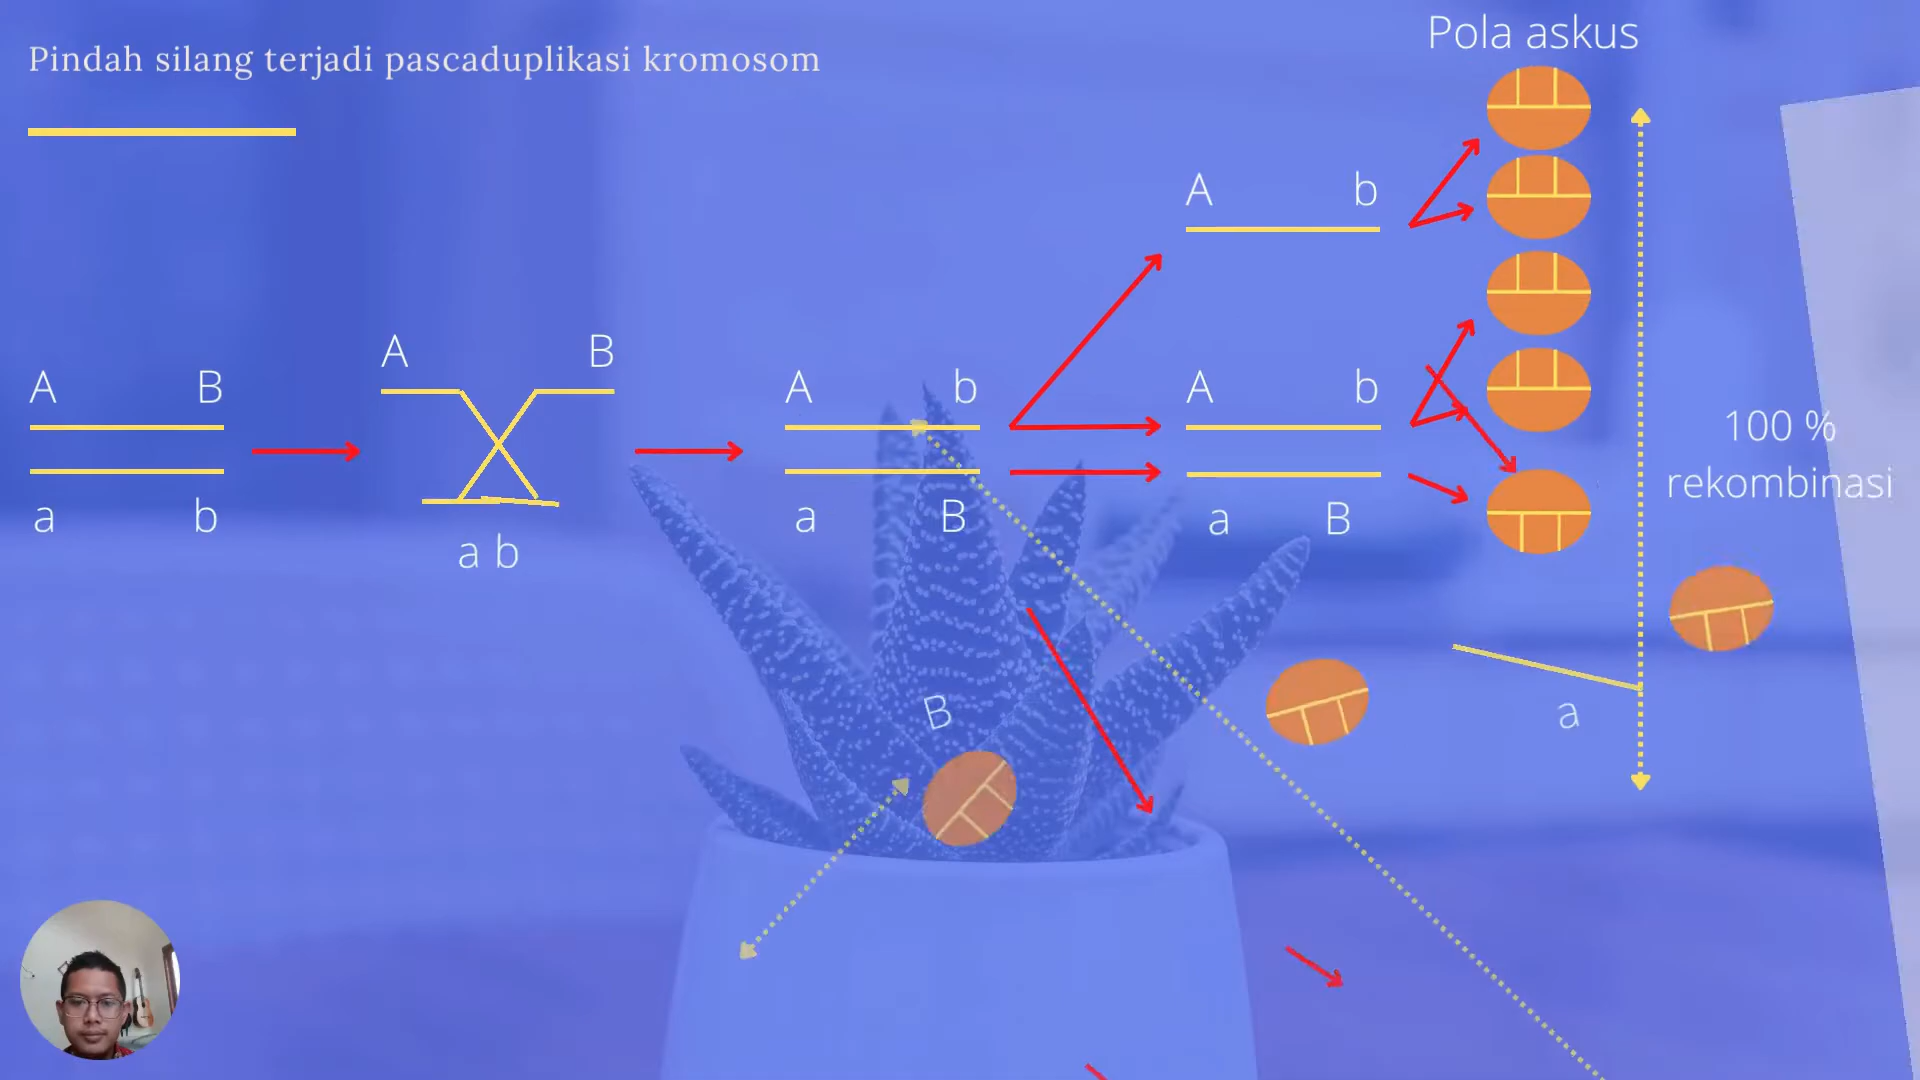 Pindah silang terjadi pascaduplikasi kromosom
Pola askus
A b
A B
a b
A B
a b
A b
a B
A b
a B
100 %
rekombinasi
B
a